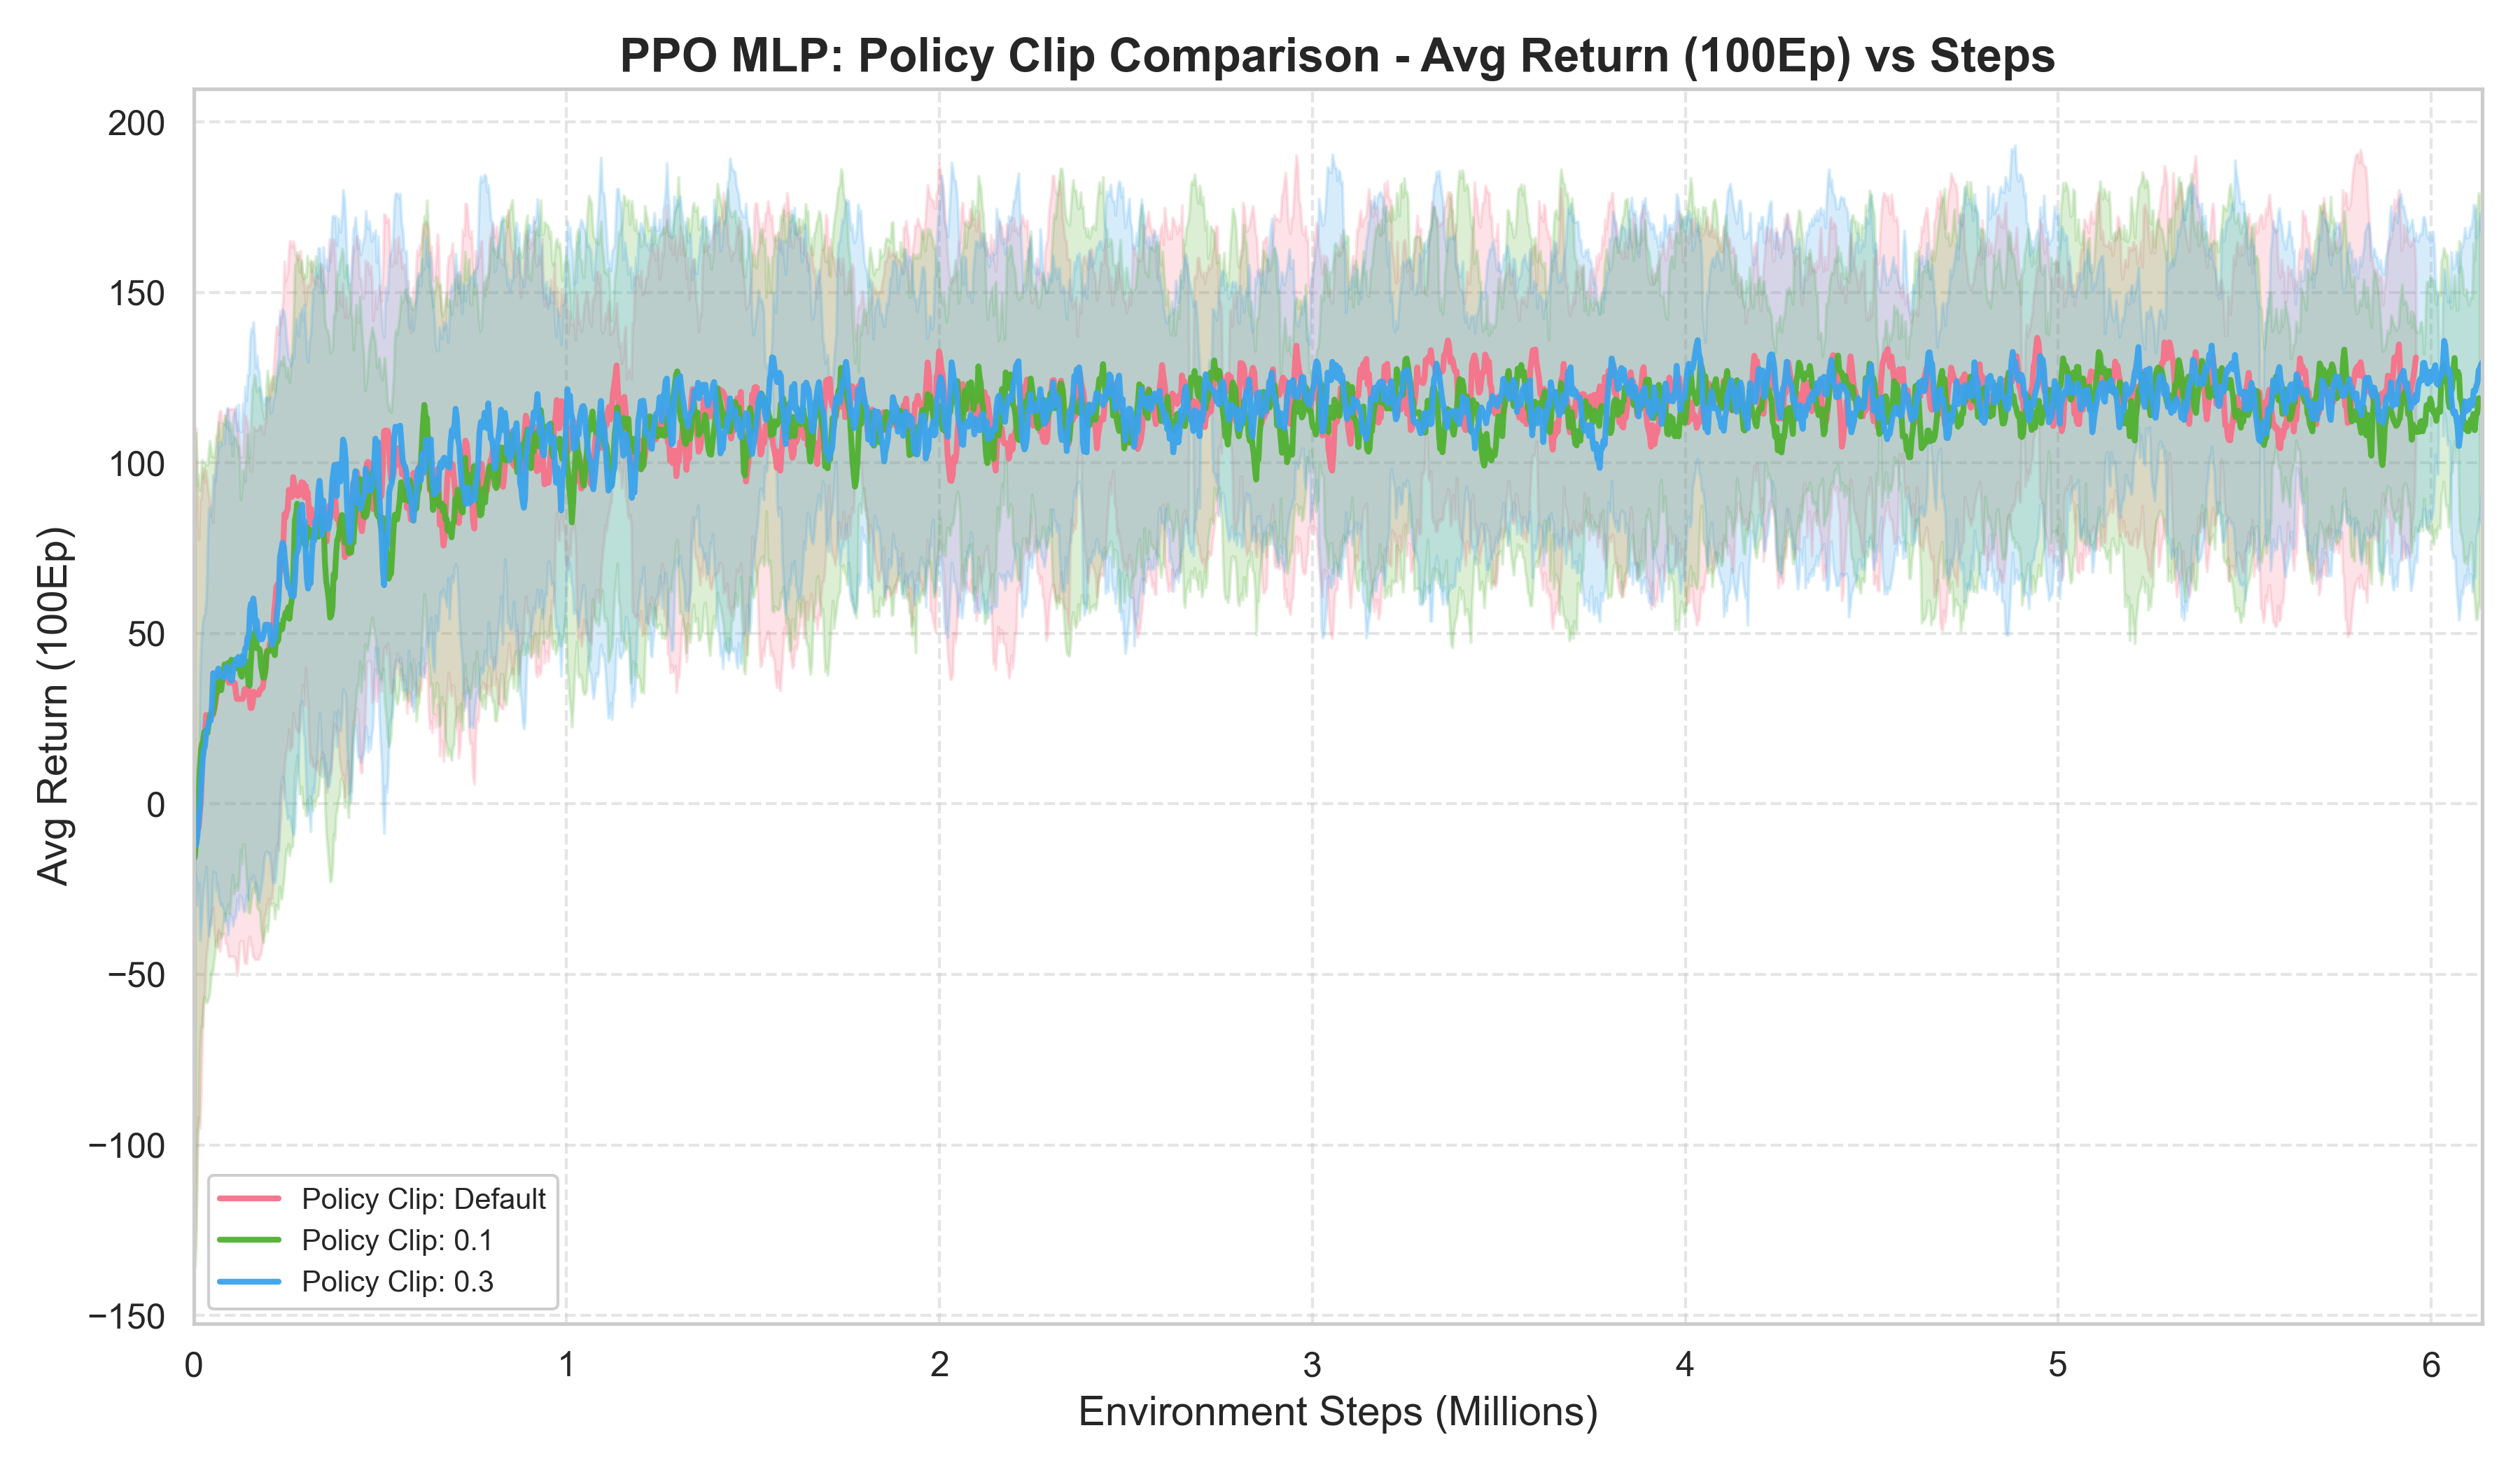 PPO MLP: Policy Clip Comparison - Avg Return (100Ep) vs Steps
Avg Return (100Ep)
200
150
100
50
0
−50
−100
−150
Policy Clip: Default
Policy Clip: 0.1
Policy Clip: 0.3
0 1 2 3 4 5 6
Environment Steps (Millions)